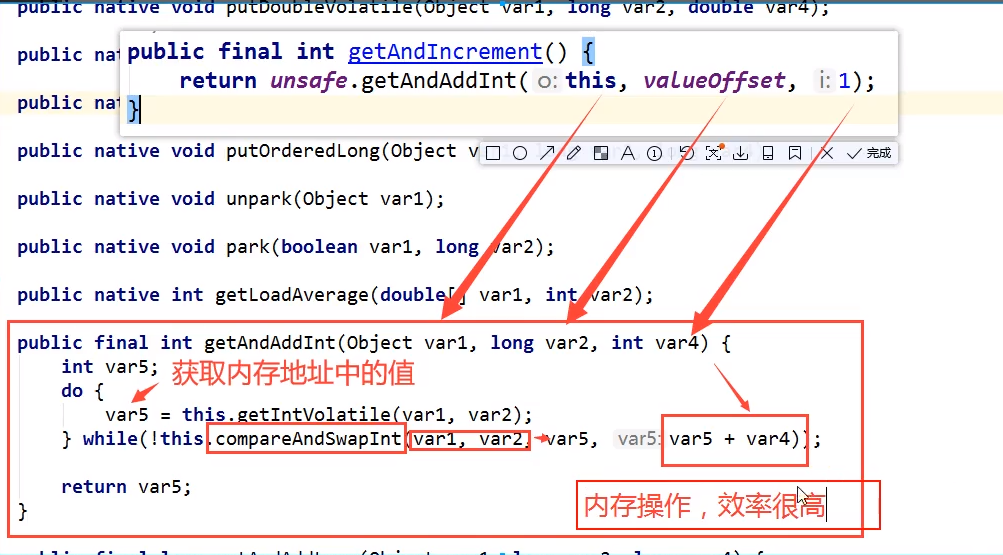 public native void putDoubleVolatile(Object var1, long var2, double var4);
public nat
public final int getAndIncrement() {
return unsafe.getAndAddInt( o: this, valueOffset, i: 1);
}
public nat
public native void putOrderedLong(Object v
A ① 完成
public native void unpark(Object var1);
public native void park(boolean var1, long var2);
public native int getLoadAverage(double[] var1, int var2);
public final int getAndAddInt(Object var1, long var2, int var4) {
int var5;
获取内存地址中的值
do {
var5 = this.getIntVolatile(var1, var2);
} while(!this.compareAndSwapInt(var1, var2, var5, var5: var5 + var4));
return var5;
内存操作，效率很高
}